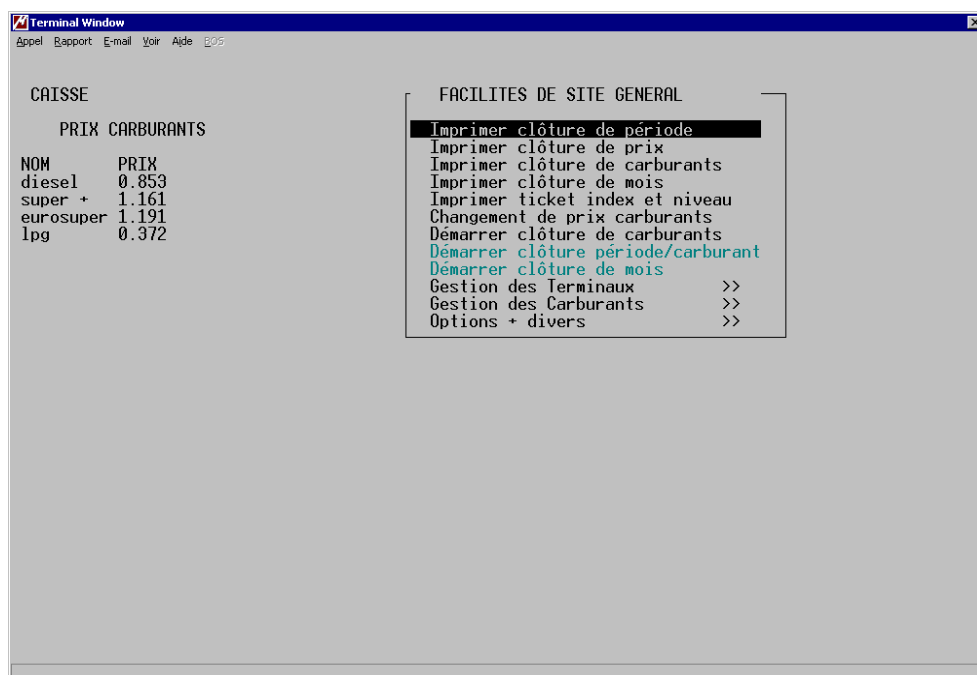 Terminal Window
Appel Rapport E-mail Voir Aide BOS
CAISSE
PRIX CARBURANTS
NOM PRIX
diesel 0.853
super + 1.161
eurosuper 1.191
lpg 0.372
FACILITES DE SITE GENERAL
Imprimer clôture de période
Imprimer clôture de prix
Imprimer clôture de carburants
Imprimer clôture de mois
Imprimer ticket index et niveau
Changement de prix carburants
Démarrer clôture de carburants
Démarrer clôture période/carburant
Démarrer clôture de mois
Gestion des Terminaux >>
Gestion des Carburants >>
Options + divers >>